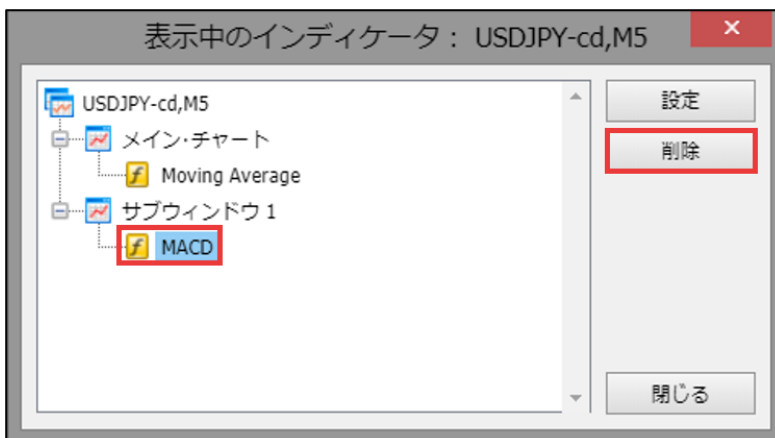 表示中のインディケータ： USDJPY-cd,M5
USDJPY-cd,M5
メイン・チャート
Moving Average
サブウィンドウ 1
MACD
設定
削除
閉じる